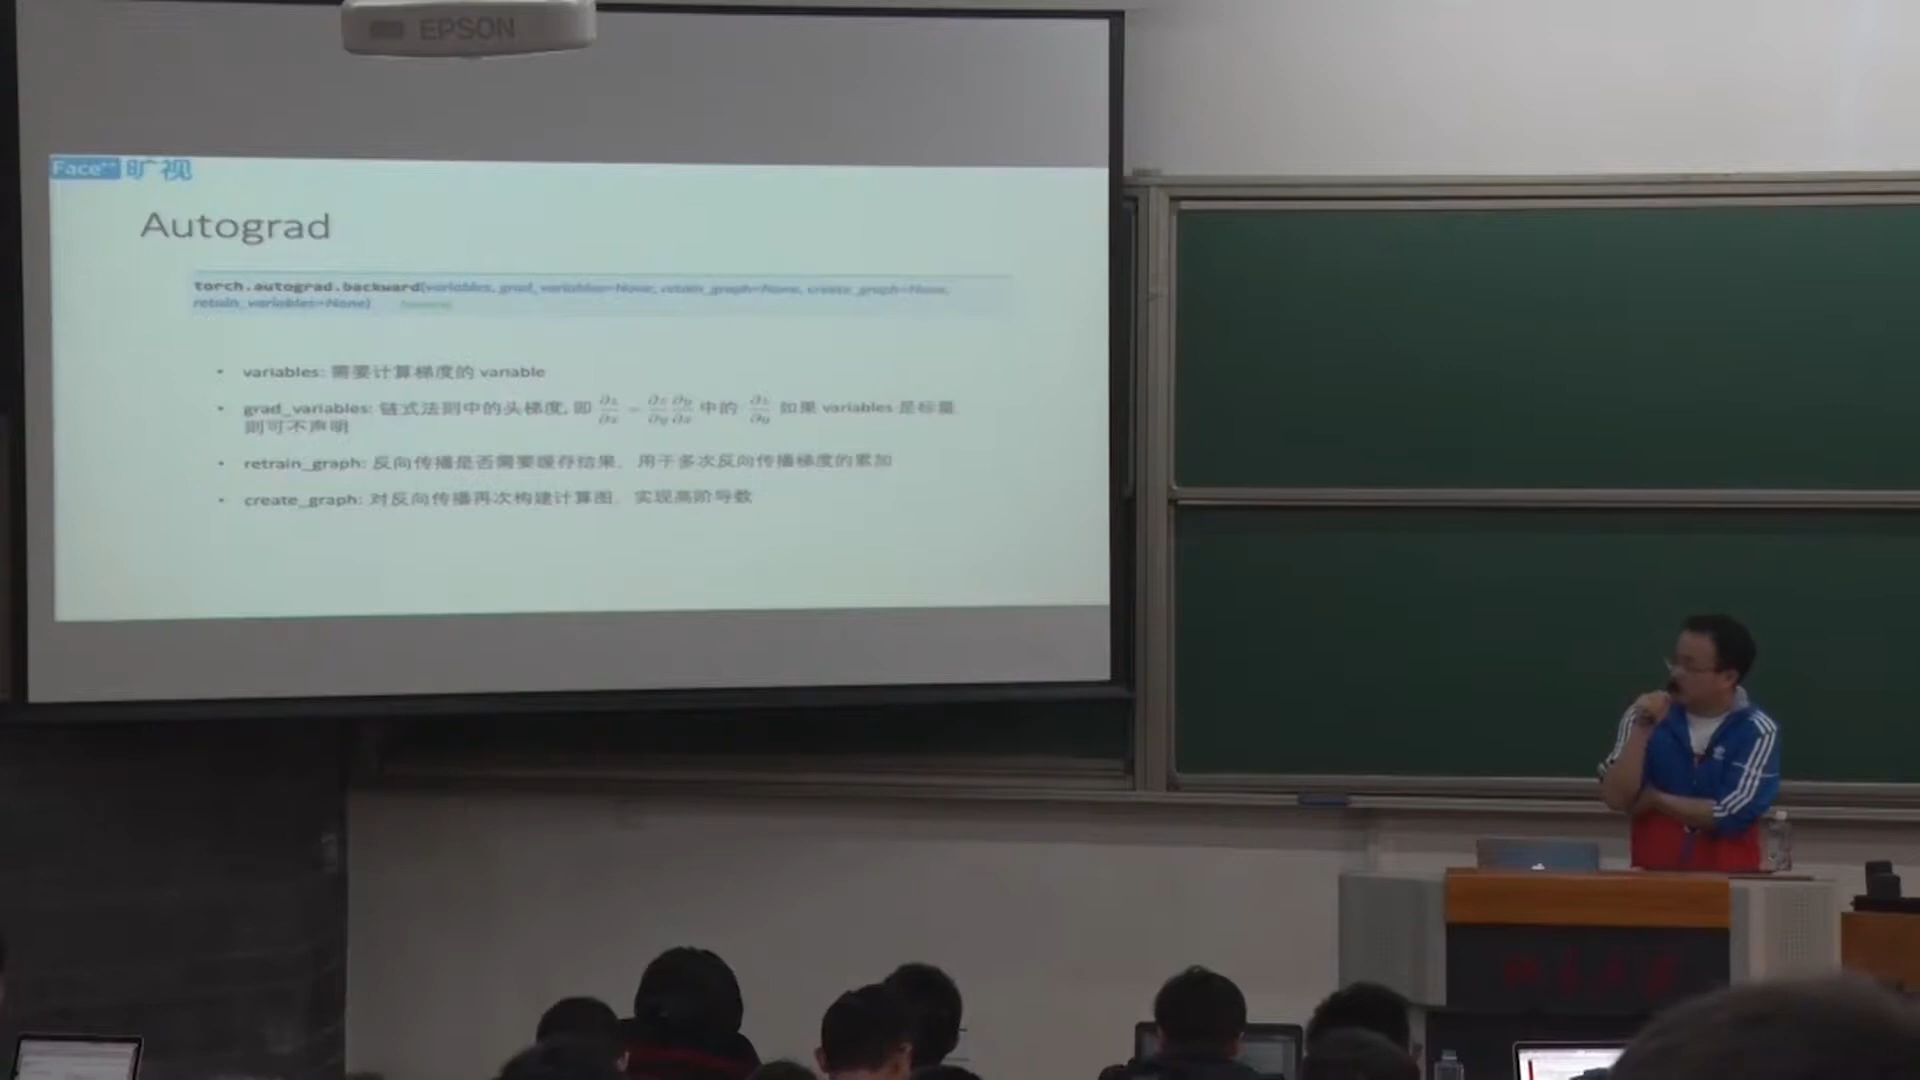 EPSON
Face++ 旷视
Autograd
torch.autograd.backward(variables, grad_variables=None, retain_graph=None, create_graph=None,
retain_variables=None)
• variables: 需要计算梯度的 variable
• grad_variables: 链式法则中的头梯度, 即 ∂z/∂x = ∂z/∂y ∂y/∂x 中的 ∂z/∂y 如果 variables 是标量
则可不声明
• retrain_graph: 反向传播是否需要缓存结果，用于多次反向传播梯度的累加
• create_graph: 对反向传播再次构建计算图，实现高阶导数